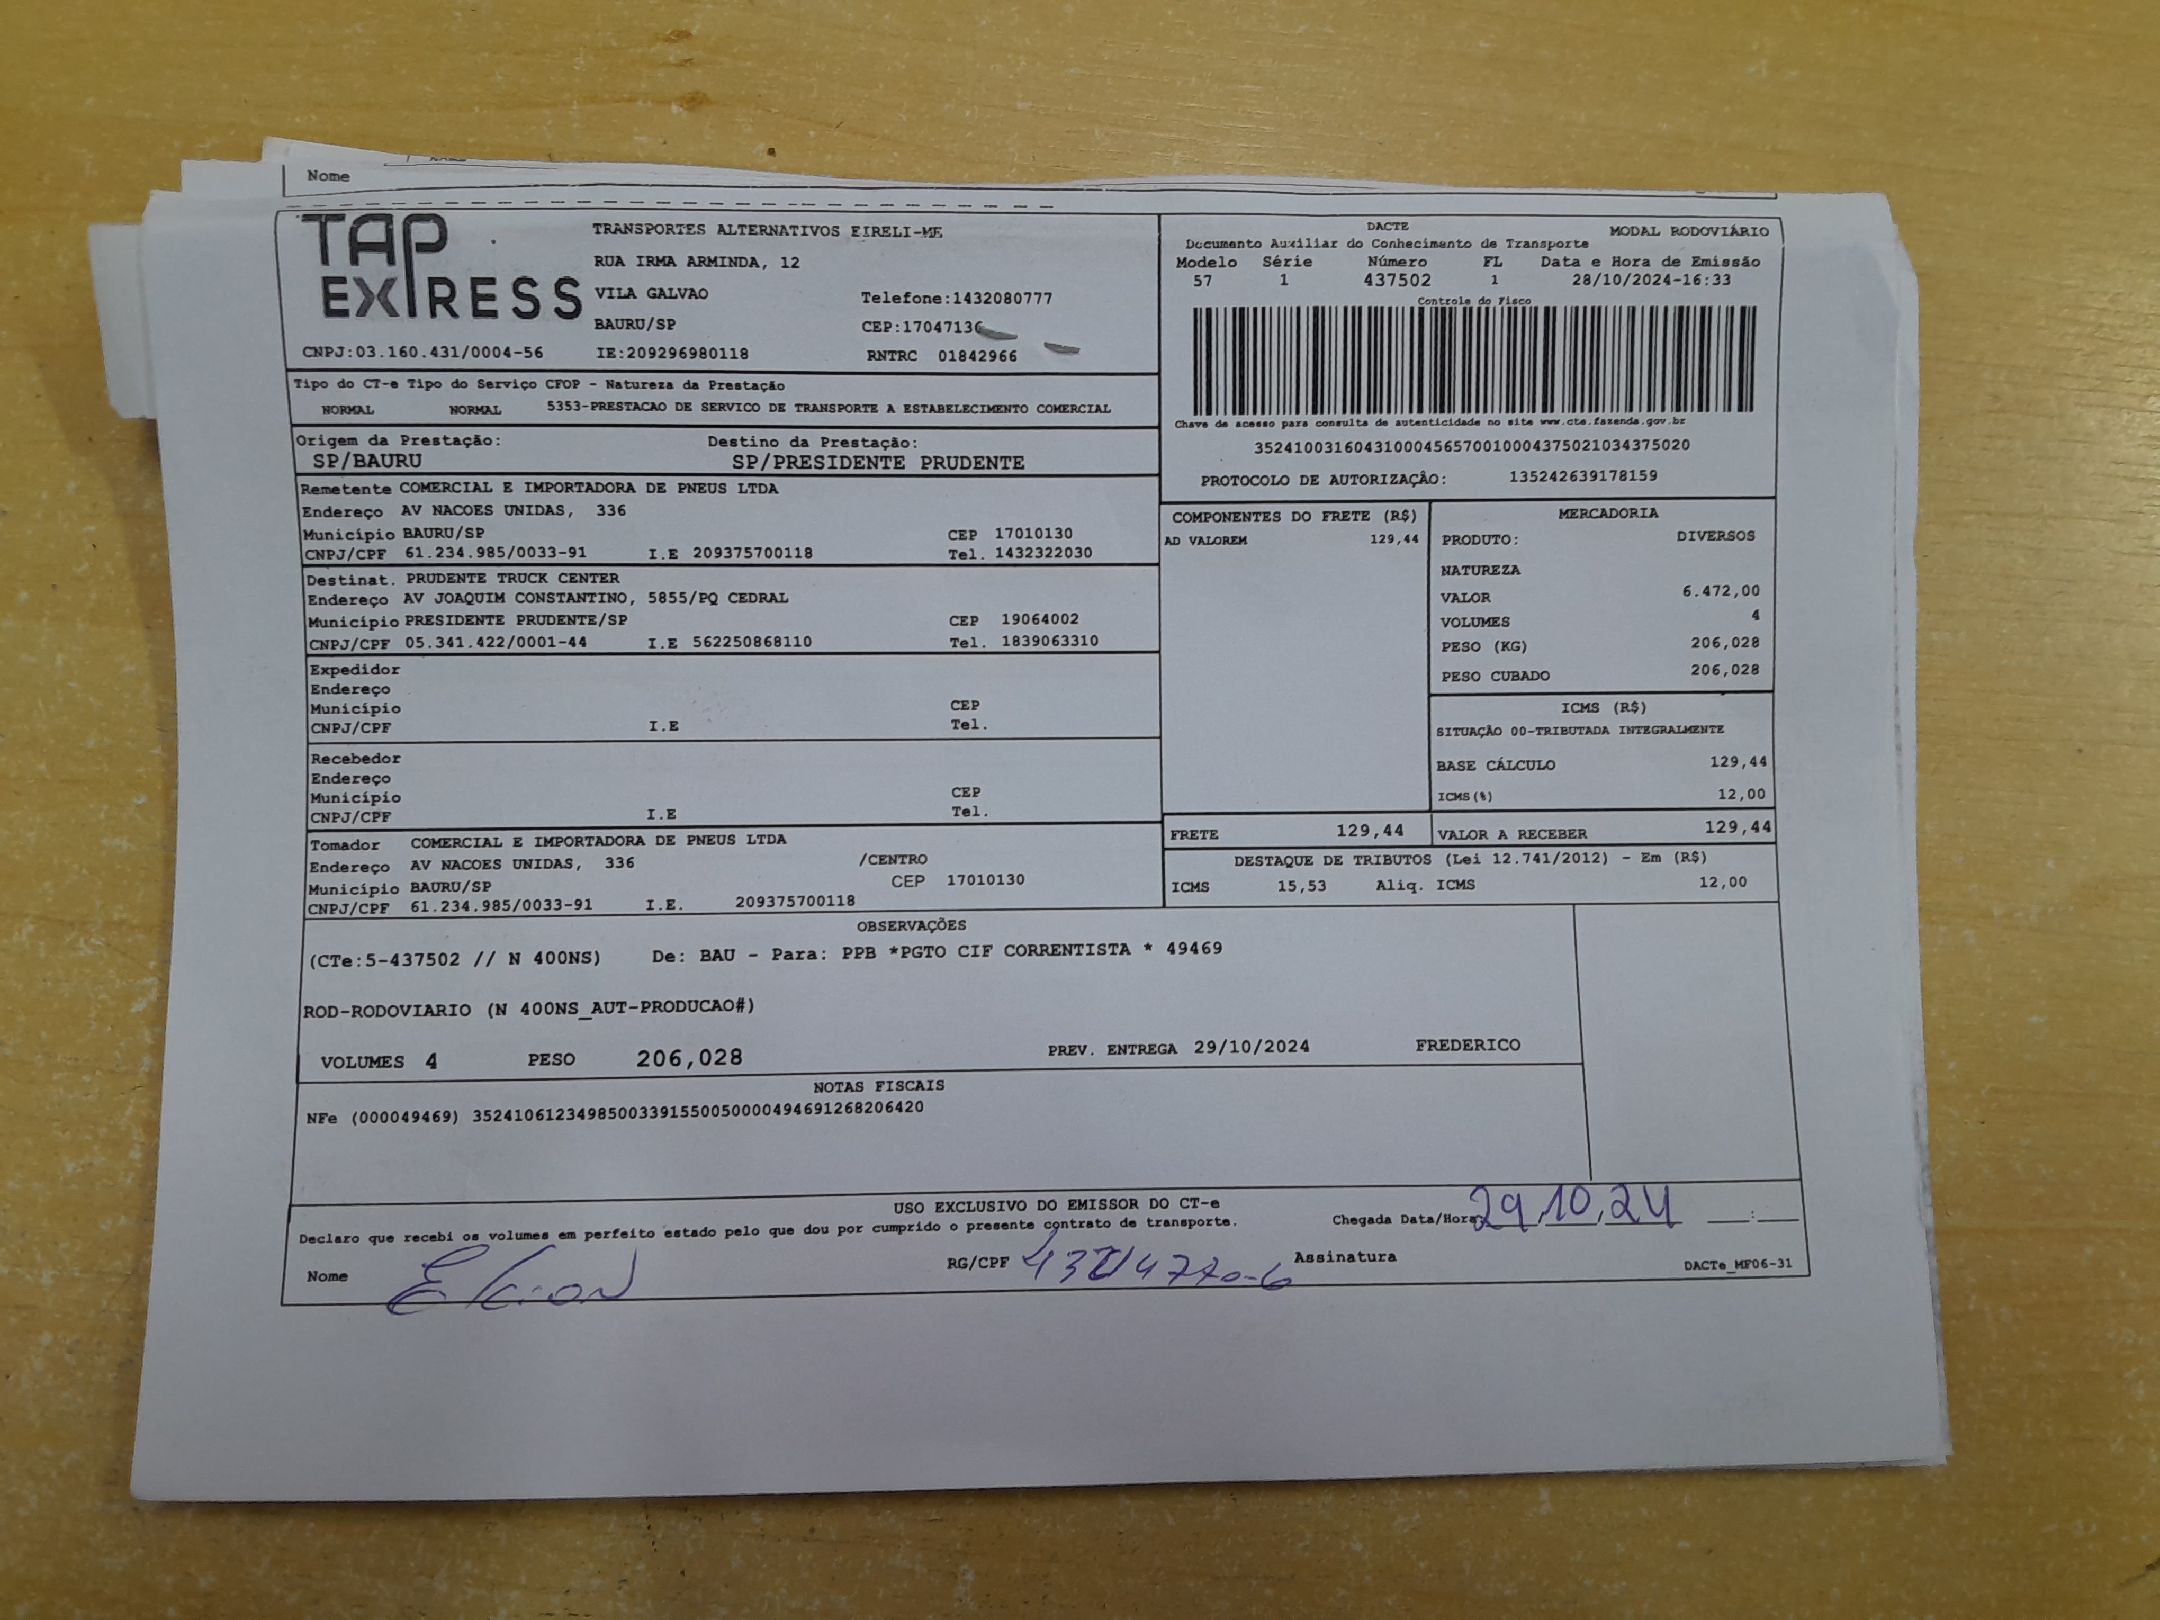 Nome
TAP EXPRESS
TRANSPORTES ALTERNATIVOS EIRELI-ME
RUA IRMA ARMINDA, 12
VILA GALVAO Telefone:1432080777
BAURU/SP CEP:17047136
CNPJ:03.160.431/0004-56 IE:209296980118 RNTRC 01842966
DACTE MODAL RODOVIÁRIO
Documento Auxiliar do Conhecimento de Transporte
Modelo Série Número FL Data e Hora de Emissão
57 1 437502 1 28/10/2024-16:33
Controle do Fisco
Chave de acesso para consulta de autenticidade no site www.cte.fazenda.gov.br
35241003160431000456570010004375021034375020
PROTOCOLO DE AUTORIZAÇÃO: 135242639178159
Tipo do CT-e Tipo do Serviço CFOP - Natureza da Prestação
NORMAL NORMAL 5353-PRESTACAO DE SERVICO DE TRANSPORTE A ESTABELECIMENTO COMERCIAL
Origem da Prestação: Destino da Prestação:
SP/BAURU SP/PRESIDENTE PRUDENTE
Remetente COMERCIAL E IMPORTADORA DE PNEUS LTDA
Endereço AV NACOES UNIDAS, 336
Município BAURU/SP CEP 17010130
CNPJ/CPF 61.234.985/0033-91 I.E 209375700118 Tel. 1432322030
Destinat. PRUDENTE TRUCK CENTER
Endereço AV JOAQUIM CONSTANTINO, 5855/PQ CEDRAL
Município PRESIDENTE PRUDENTE/SP CEP 19064002
CNPJ/CPF 05.341.422/0001-44 I.E 562250868110 Tel. 1839063310
Expedidor
Endereço
Município CEP
CNPJ/CPF I.E Tel.
Recebedor
Endereço
Município CEP
CNPJ/CPF I.E Tel.
Tomador COMERCIAL E IMPORTADORA DE PNEUS LTDA
Endereço AV NACOES UNIDAS, 336 /CENTRO
Município BAURU/SP CEP 17010130
CNPJ/CPF 61.234.985/0033-91 I.E. 209375700118
COMPONENTES DO FRETE (R$)
AD VALOREM 129,44
MERCADORIA
PRODUTO: DIVERSOS
NATUREZA
VALOR 6.472,00
VOLUMES 4
PESO (KG) 206,028
PESO CUBADO 206,028
ICMS (R$)
SITUAÇÃO 00-TRIBUTADA INTEGRALMENTE
BASE CÁLCULO 129,44
ICMS(%) 12,00
FRETE 129,44 VALOR A RECEBER 129,44
DESTAQUE DE TRIBUTOS (Lei 12.741/2012) - Em (R$)
ICMS 15,53 Aliq. ICMS 12,00
OBSERVAÇÕES
(CTe:5-437502 // N 400NS) De: BAU - Para: PPB *PGTO CIF CORRENTISTA * 49469
ROD-RODOVIARIO (N 400NS_AUT-PRODUCAO#)
VOLUMES 4 PESO 206,028 PREV. ENTREGA 29/10/2024 FREDERICO
NOTAS FISCAIS
NFe (000049469) 35241061234985003391550050000494691268206420
USO EXCLUSIVO DO EMISSOR DO CT-e
Declaro que recebi os volumes em perfeito estado pelo que dou por cumprido o presente contrato de transporte. Chegada Data/Hora 29,10,24 __:__
Nome RG/CPF Assinatura DACTe_MF06-31